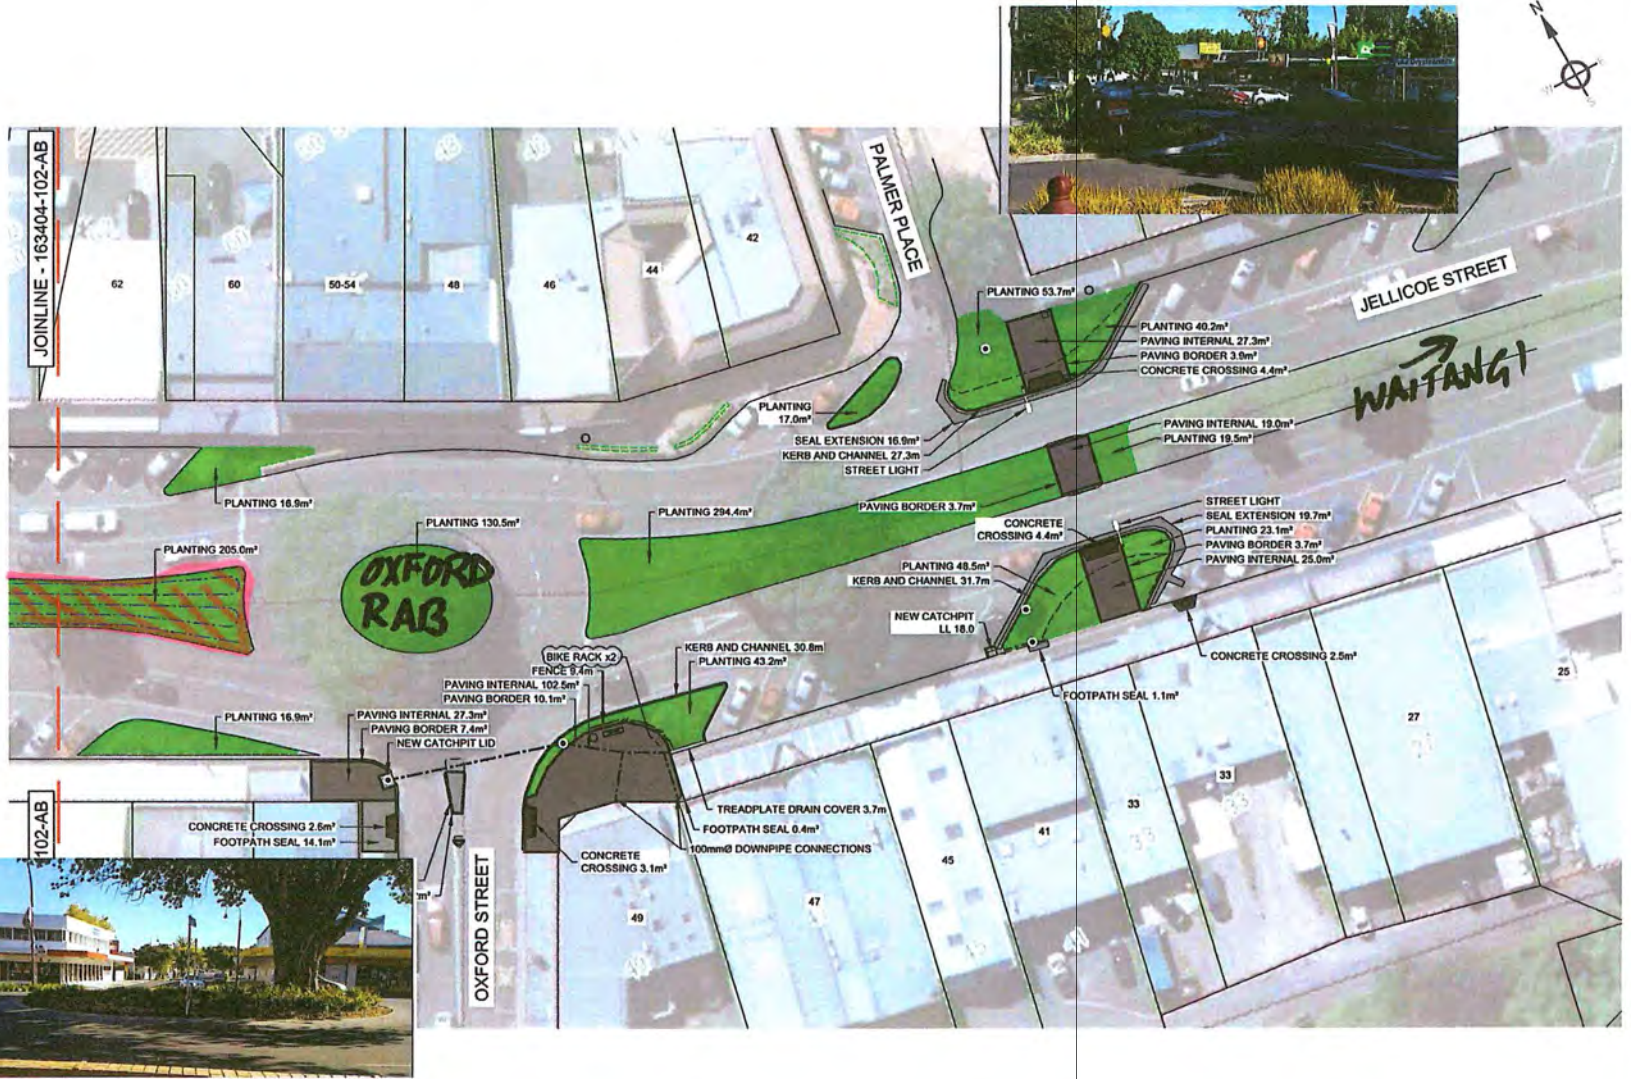 N
W
S
JOINLINE - 163404-102-AB
PALMER PLACE
JELLICOE STREET
WAITANGI
62
60
50-54
48
46
44
42
PLANTING 53.7m²
PLANTING 40.2m²
PAVING INTERNAL 27.3m²
PAVING BORDER 3.9m²
CONCRETE CROSSING 4.4m²
PLANTING
17.0m²
SEAL EXTENSION 16.9m²
KERB AND CHANNEL 27.3m
STREET LIGHT
PAVING INTERNAL 19.0m²
PLANTING 19.5m²
PLANTING 16.9m²
PLANTING 130.5m²
PLANTING 294.4m²
PAVING BORDER 3.7m²
PLANTING 205.0m²
OXFORD
RAB
CONCRETE
CROSSING 4.4m²
STREET LIGHT
SEAL EXTENSION 19.7m²
PLANTING 23.1m²
PAVING BORDER 3.7m²
PAVING INTERNAL 25.0m²
PLANTING 48.5m²
KERB AND CHANNEL 31.7m
NEW CATCHPIT
LL 18.0
CONCRETE CROSSING 2.5m²
FOOTPATH SEAL 1.1m²
KERB AND CHANNEL 30.8m
PLANTING 43.2m²
BIKE RACK x2
FENCE 9.4m
PAVING INTERNAL 102.5m²
PAVING BORDER 10.1m²
PLANTING 16.9m²
PAVING INTERNAL 27.3m²
PAVING BORDER 7.4m²
NEW CATCHPIT LID
CONCRETE CROSSING 2.6m²
FOOTPATH SEAL 14.1m²
102-AB
TREADPLATE DRAIN COVER 3.7m
FOOTPATH SEAL 0.4m²
100mmØ DOWNPIPE CONNECTIONS
CONCRETE
CROSSING 3.1m²
m²
OXFORD STREET
49
47
45
41
33
33
27
25